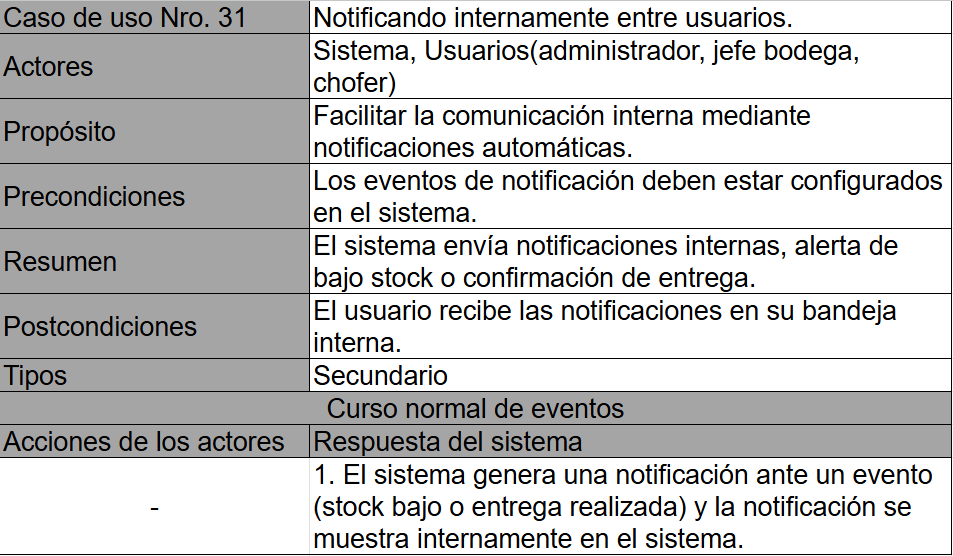 Caso de uso Nro. 31
Notificando internamente entre usuarios.
Actores
Sistema, Usuarios(administrador, jefe bodega,
chofer)
Propósito
Facilitar la comunicación interna mediante
notificaciones automáticas.
Precondiciones
Los eventos de notificación deben estar configurados
en el sistema.
Resumen
El sistema envía notificaciones internas, alerta de
bajo stock o confirmación de entrega.
Postcondiciones
El usuario recibe las notificaciones en su bandeja
interna.
Tipos
Secundario
Curso normal de eventos
Acciones de los actores
Respuesta del sistema
-
1. El sistema genera una notificación ante un evento
(stock bajo o entrega realizada) y la notificación se
muestra internamente en el sistema.